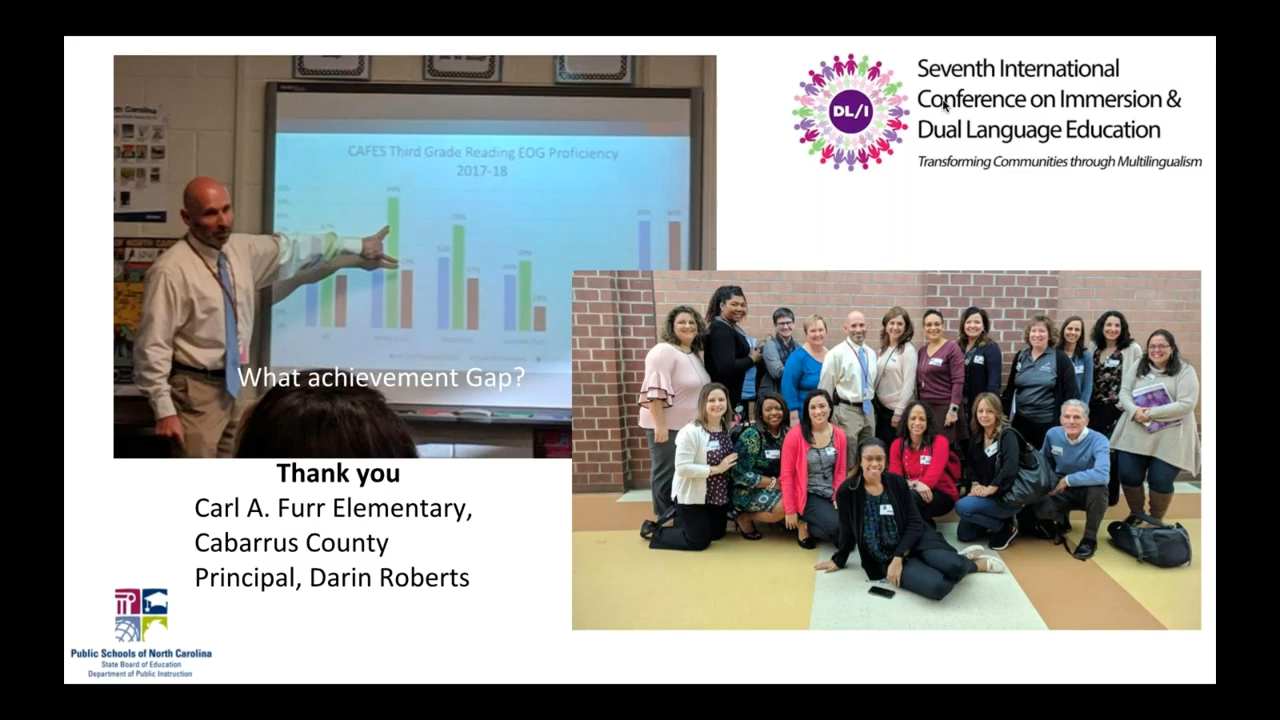 Seventh International
Conference on Immersion &
Dual Language Education
Transforming Communities through Multilingualism
DL/I
CAFES Third Grade Reading EOG Proficiency
2017-18
What achievement Gap?
Thank you
Carl A. Furr Elementary,
Cabarrus County
Principal, Darin Roberts
Public Schools of North Carolina
State Board of Education
Department of Public Instruction